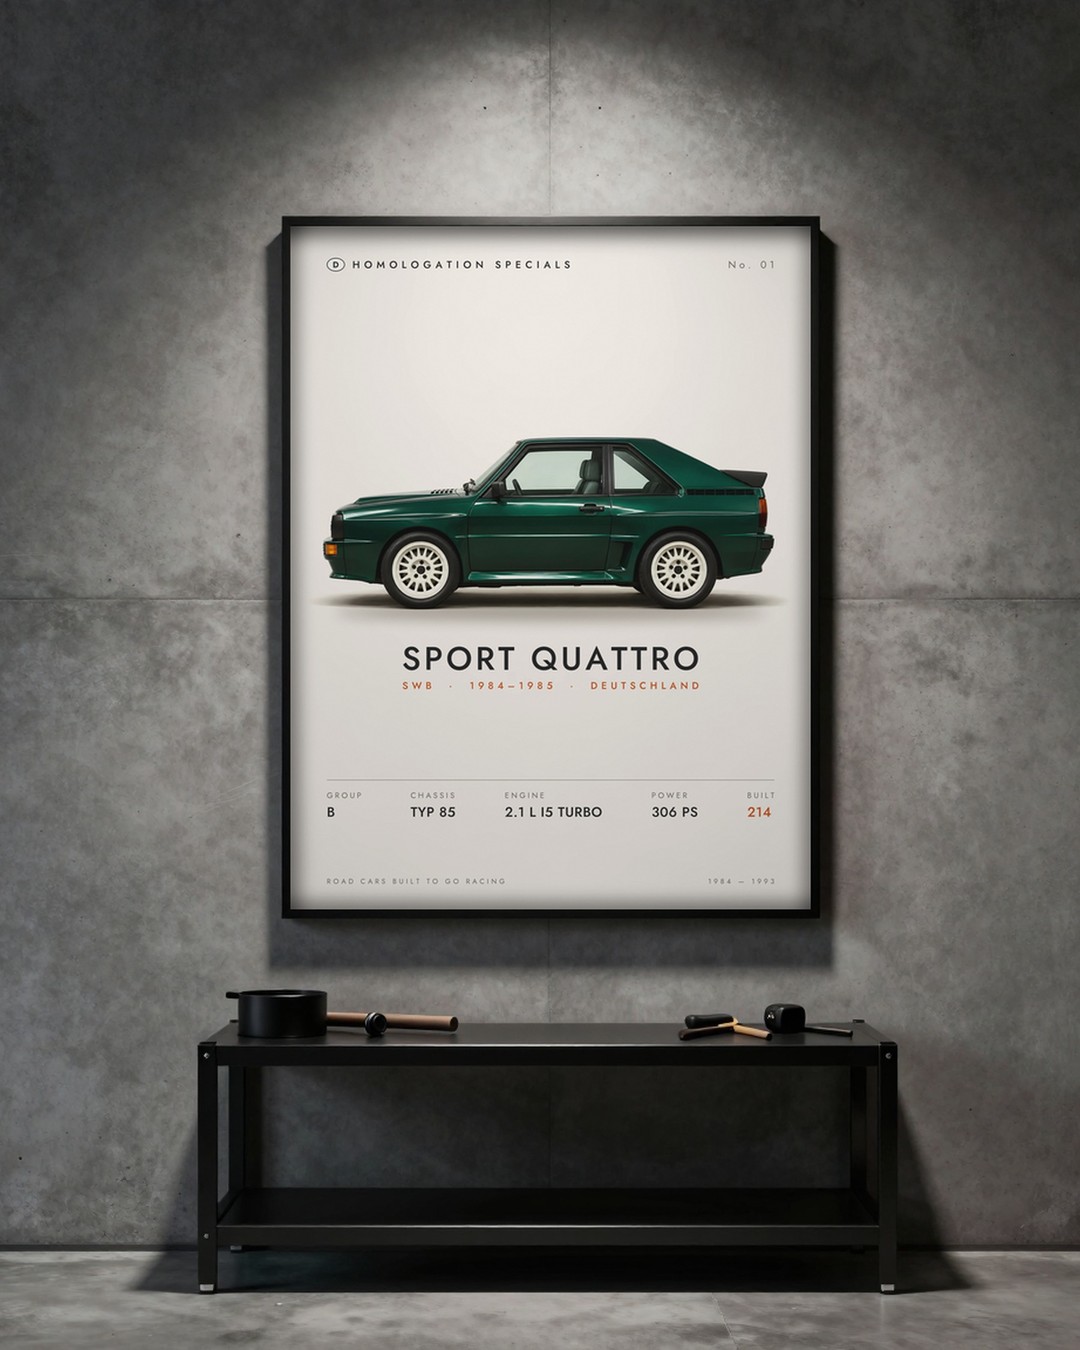 D HOMOLOGATION SPECIALS No. 01
SPORT QUATTRO
SWB · 1984–1985 · DEUTSCHLAND
GROUP CHASSIS ENGINE POWER BUILT
B TYP 85 2.1 L I5 TURBO 306 PS 214
ROAD CARS BUILT TO GO RACING 1984 — 1993